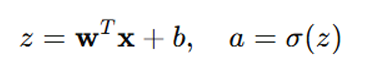 z = w^T x + b, a = σ(z)